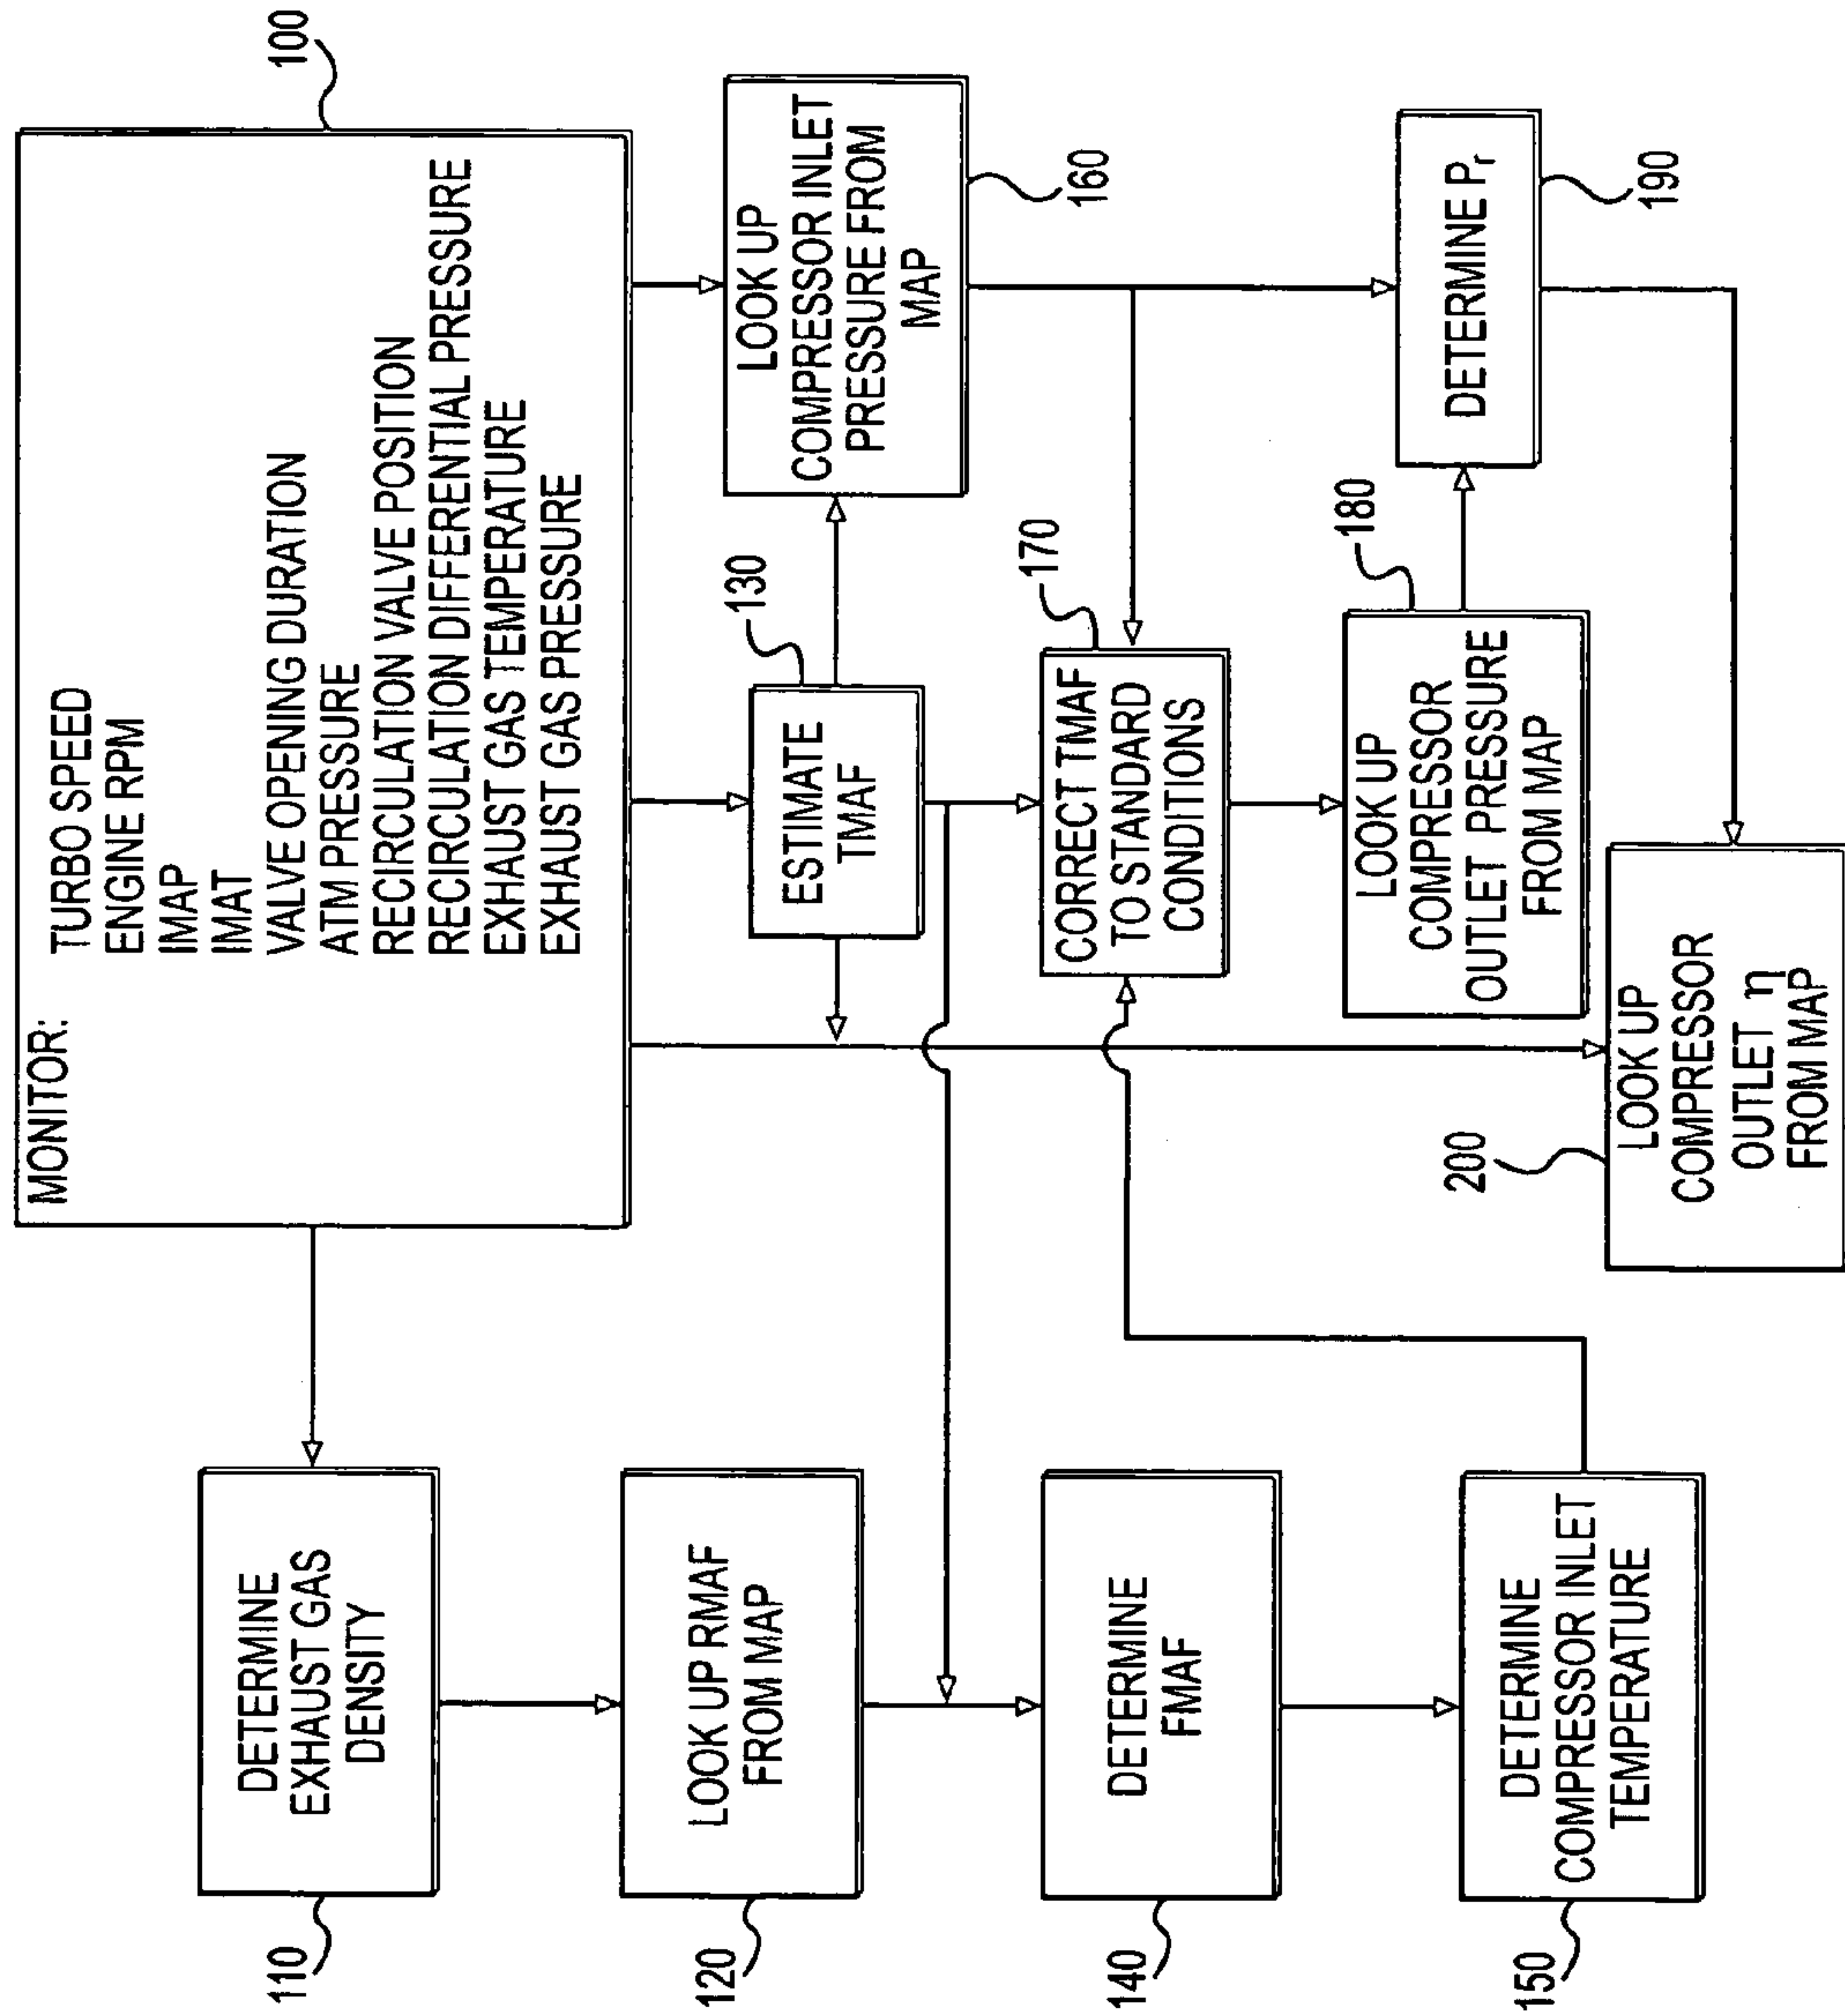 MONITOR:
TURBO SPEED
ENGINE RPM
IMAP
IMAT
VALVE OPENING DURATION
ATM PRESSURE
RECIRCULATION VALVE POSITION
RECIRCULATION DIFFERENTIAL PRESSURE
EXHAUST GAS TEMPERATURE
EXHAUST GAS PRESSURE
100
110
DETERMINE
EXHAUST GAS
DENSITY
120
LOOK UP RMAF
FROM MAP
130
ESTIMATE
TMAF
LOOK UP
COMPRESSOR INLET
PRESSURE FROM
MAP
160
140
DETERMINE
FMAF
170
CORRECT TMAF
TO STANDARD
CONDITIONS
150
DETERMINE
COMPRESSOR INLET
TEMPERATURE
180
LOOK UP
COMPRESSOR
OUTLET PRESSURE
FROM MAP
DETERMINE Pr
190
200
LOOK UP
COMPRESSOR
OUTLET η
FROM MAP